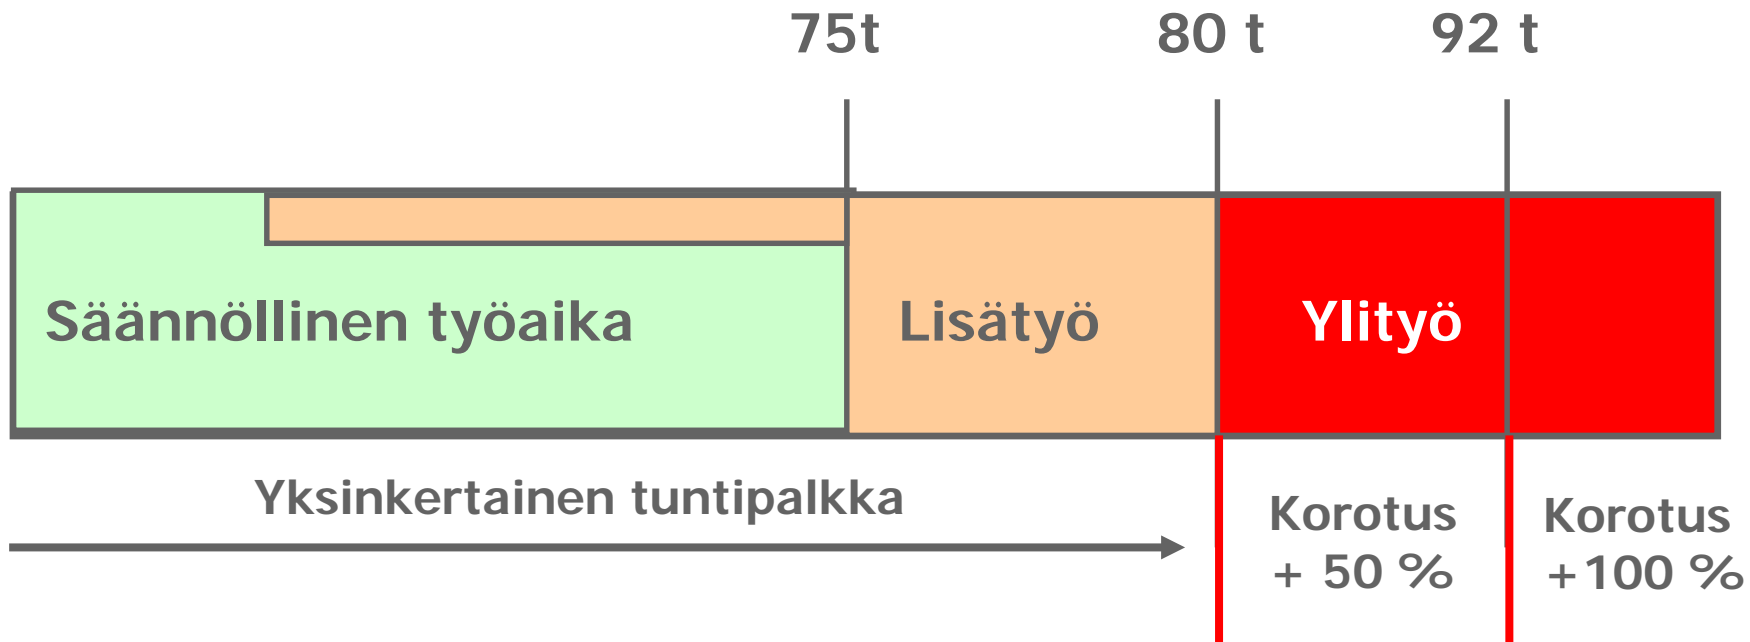 75t 80 t 92 t
Säännöllinen työaika Lisätyö Ylityö
Yksinkertainen tuntipalkka
Korotus
+ 50 %
Korotus
+100 %